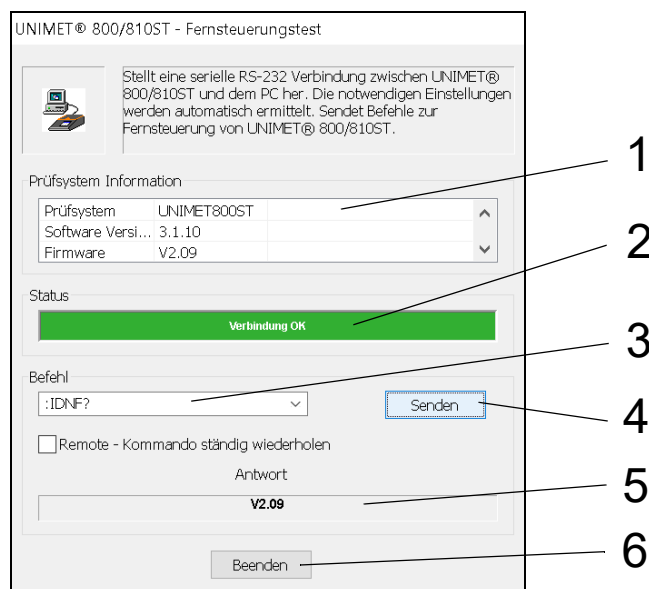 UNIMET® 800/810ST - Fernsteuerungstest
Stellt eine serielle RS-232 Verbindung zwischen UNIMET®
800/810ST und dem PC her. Die notwendigen Einstellungen
werden automatisch ermittelt. Sendet Befehle zur
Fernsteuerung von UNIMET® 800/810ST.
1
Prüfsystem Information
Prüfsystem UNIMET800ST
Software Versi... 3.1.10
Firmware V2.09
2
Status
Verbindung OK
3
Befehl
:IDNF?
Senden
4
Remote - Kommando ständig wiederholen
Antwort
V2.09
5
Beenden
6